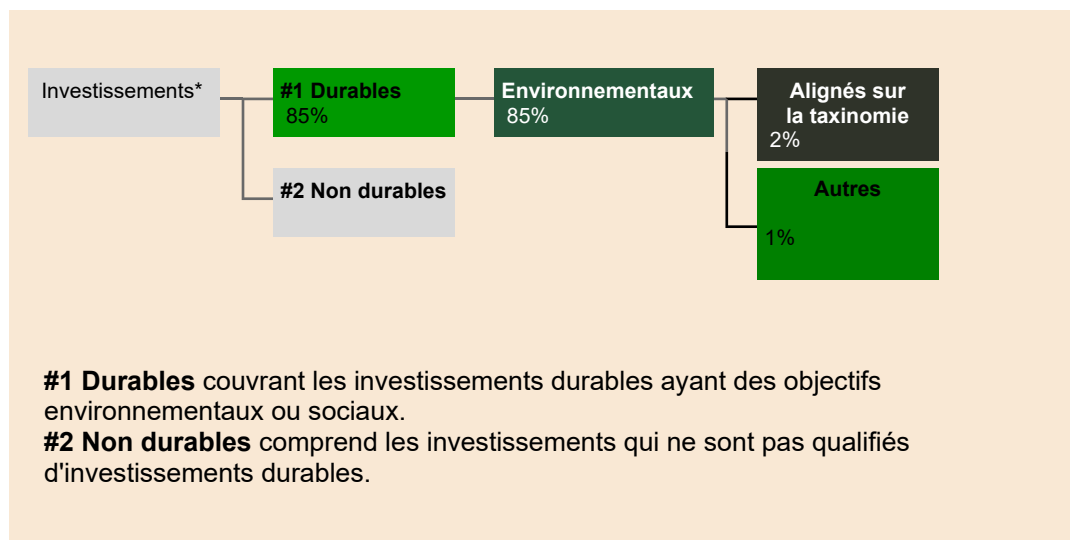 Investissements*
#1 Durables
85%
Environnementaux
85%
Alignés sur
la taxinomie
2%
#2 Non durables
Autres
1%
#1 Durables couvrant les investissements durables ayant des objectifs
environnementaux ou sociaux.
#2 Non durables comprend les investissements qui ne sont pas qualifiés
d'investissements durables.